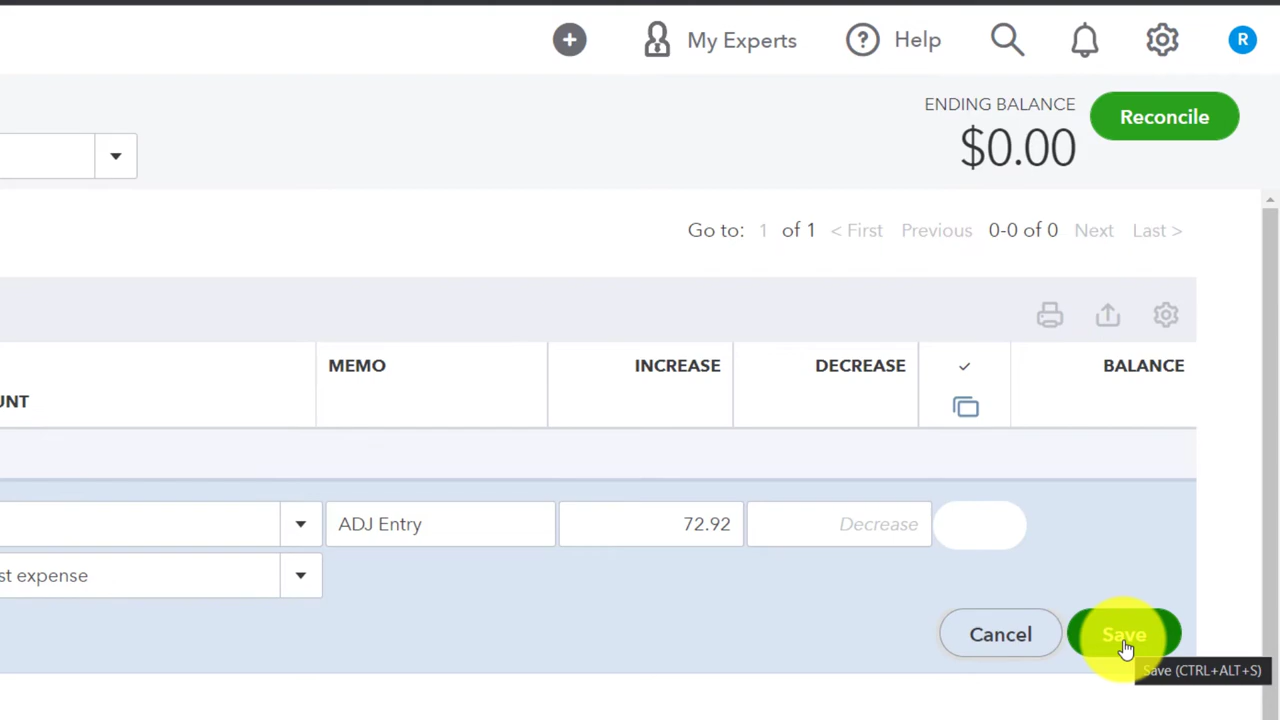 My Experts
Help
R
ENDING BALANCE
$0.00
Reconcile
Go to: 1 of 1 < First Previous 0-0 of 0 Next Last >
MEMO INCREASE DECREASE ✓ BALANCE
UNT
ADJ Entry 72.92 Decrease
st expense
Cancel Save
Save (CTRL+ALT+S)